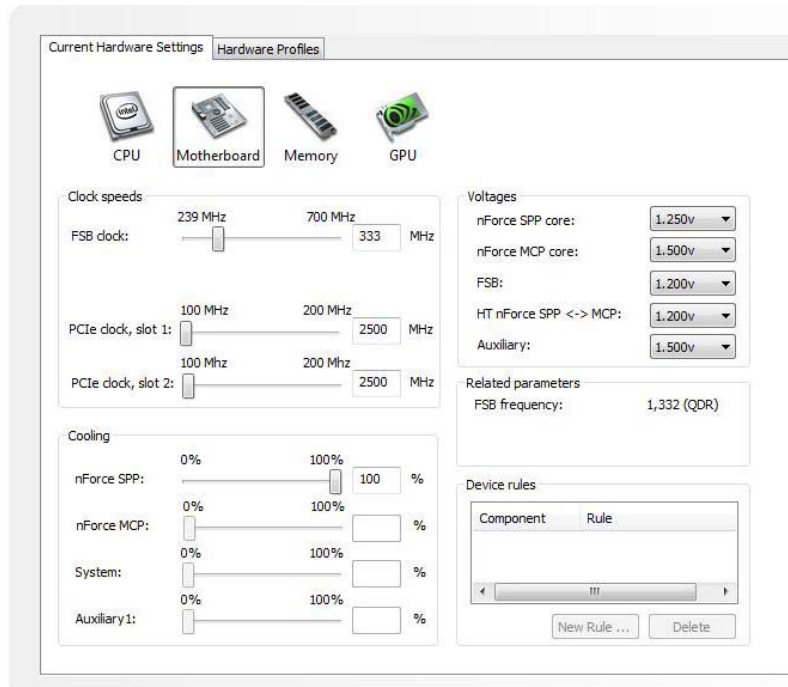 Current Hardware Settings
Hardware Profiles
intel
CPU
Motherboard
Memory
GPU
Clock speeds
239 MHz 700 MHz
FSB clock: 333 MHz
100 MHz 200 MHz
PCIe clock, slot 1: 2500 MHz
100 Mhz 200 Mhz
PCIe clock, slot 2: 2500 MHz
Cooling
0% 100%
nForce SPP: 100 %
0% 100%
nForce MCP: %
0% 100%
System: %
0% 100%
Auxiliary1: %
Voltages
nForce SPP core: 1.250v
nForce MCP core: 1.500v
FSB: 1.200v
HT nForce SPP <-> MCP: 1.200v
Auxiliary: 1.500v
Related parameters
FSB frequency: 1,332 (QDR)
Device rules
Component Rule
New Rule ... Delete